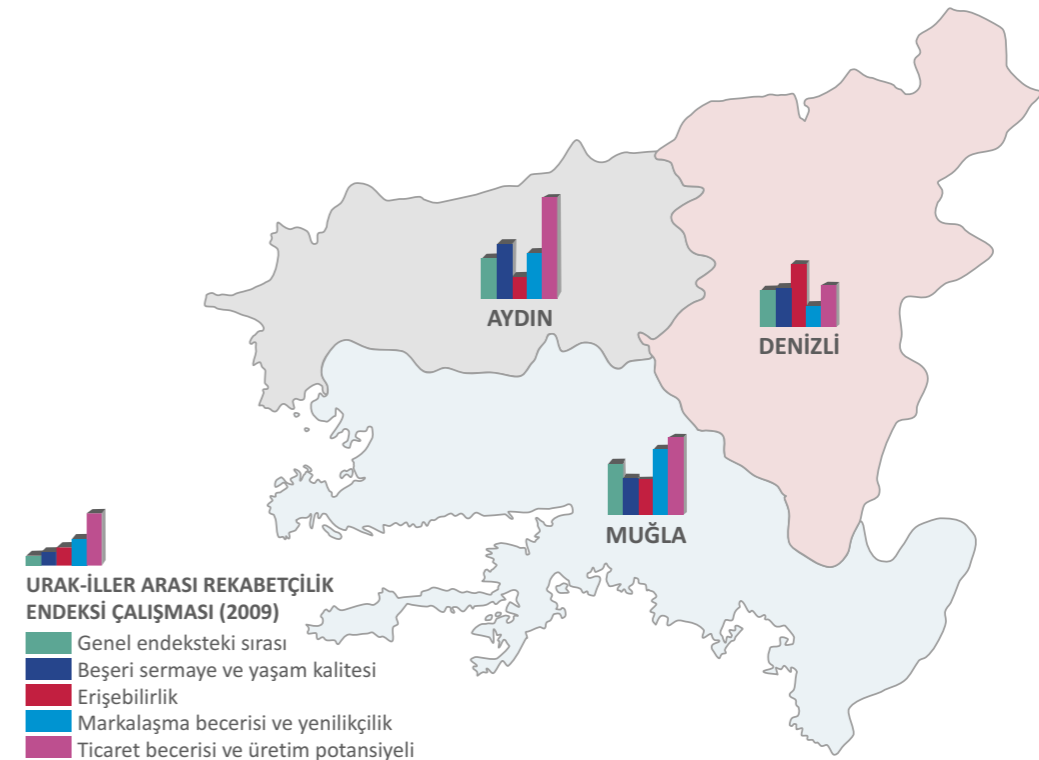 AYDIN
DENİZLİ
MUĞLA
URAK-İLLER ARASI REKABETÇİLİK
ENDEKSİ ÇALIŞMASI (2009)
Genel endeksteki sırası
Beşeri sermaye ve yaşam kalitesi
Erişebilirlik
Markalaşma becerisi ve yenilikçilik
Ticaret becerisi ve üretim potansiyeli